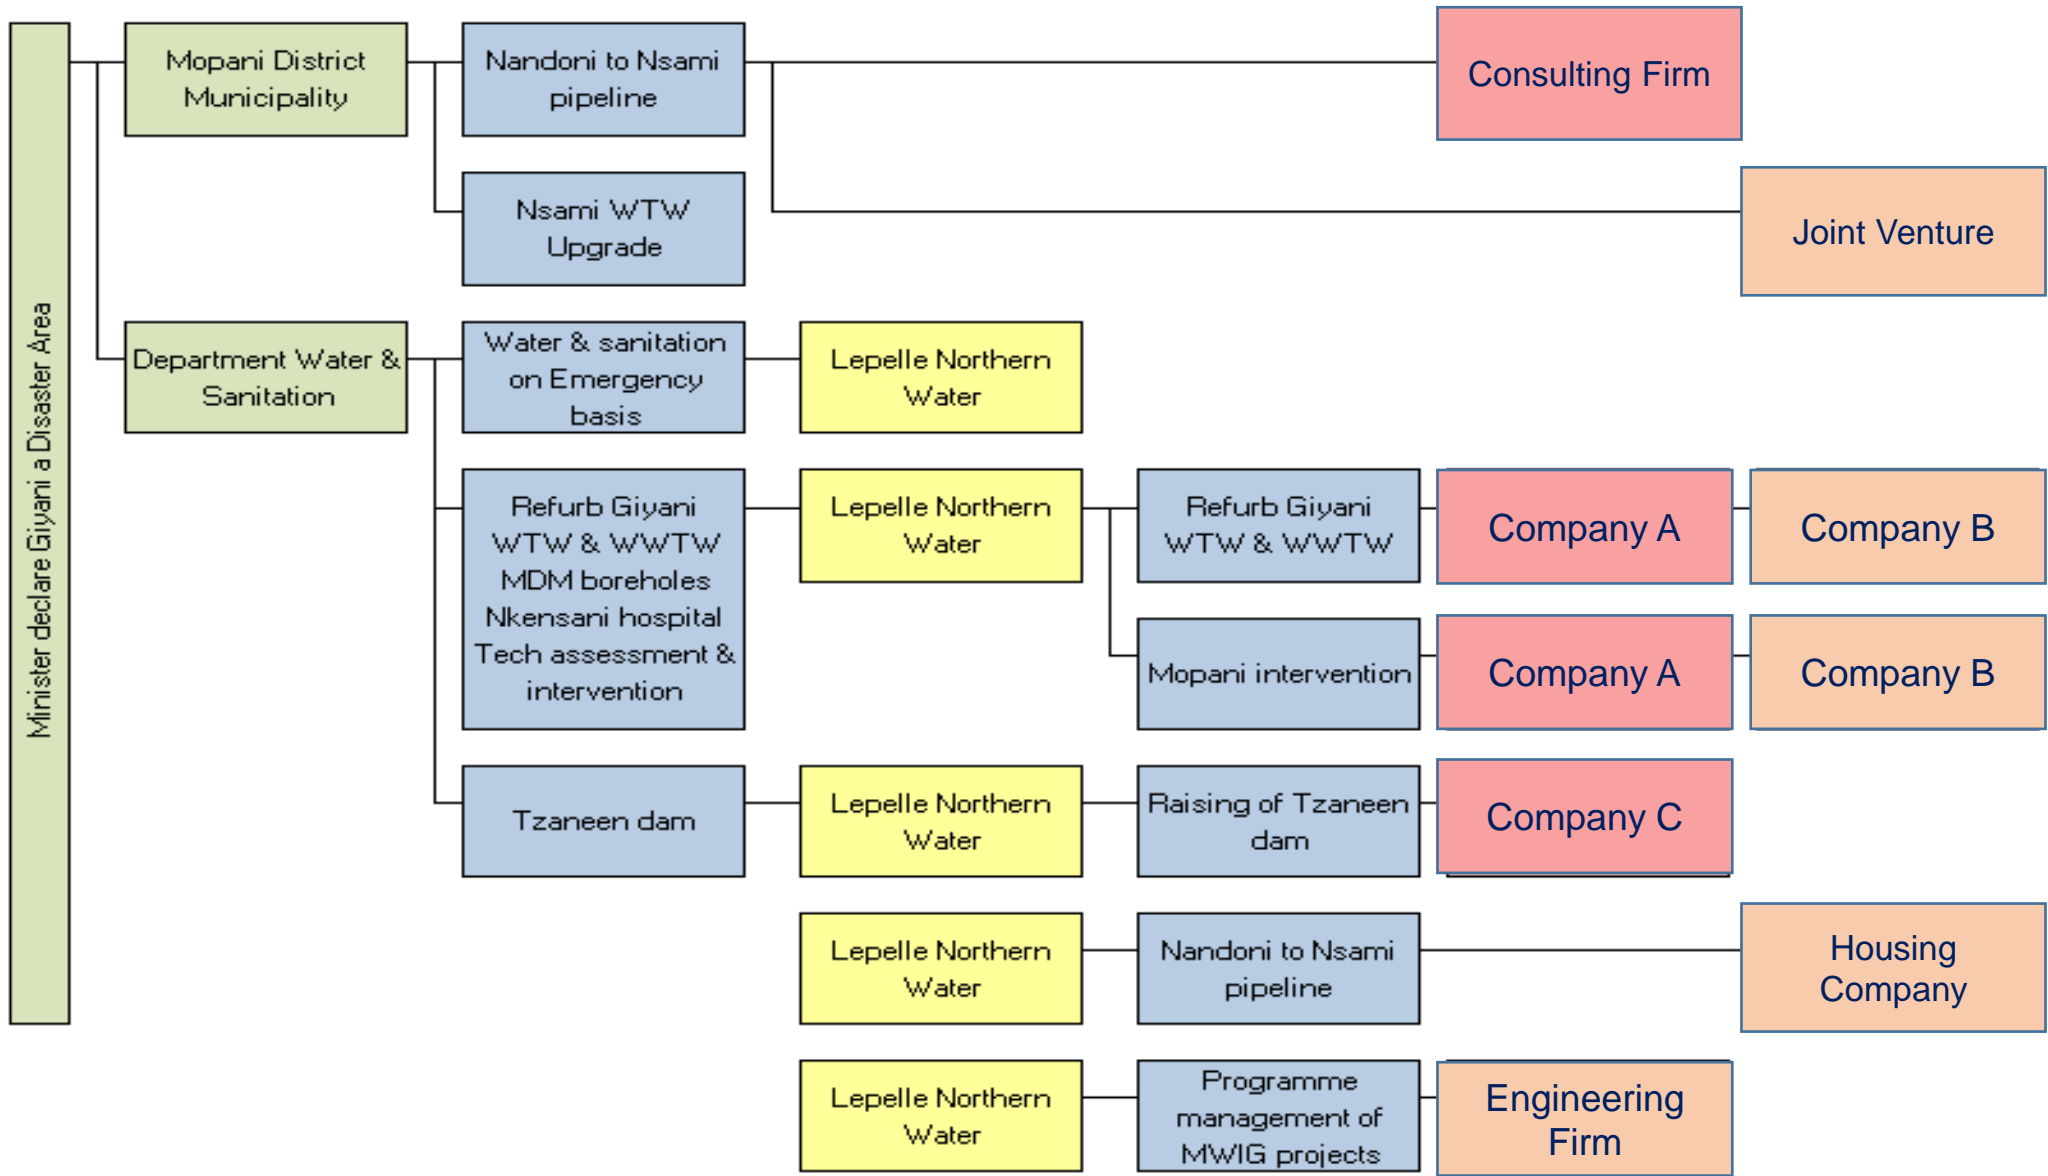 Minister declare Giyani a Disaster Area
Mopani District
Municipality
Nandoni to Nsami
pipeline
Consulting Firm
Nsami WTW
Upgrade
Joint Venture
Department Water &
Sanitation
Water & sanitation
on Emergency
basis
Lepelle Northern
Water
Refurb Giyani
WTW & WWTW
MDM boreholes
Nkensani hospital
Tech assessment &
intervention
Lepelle Northern
Water
Refurb Giyani
WTW & WWTW
Company A
Company B
Mopani intervention
Company A
Company B
Tzaneen dam
Lepelle Northern
Water
Raising of Tzaneen
dam
Company C
Lepelle Northern
Water
Nandoni to Nsami
pipeline
Housing
Company
Lepelle Northern
Water
Programme
management of
MWIG projects
Engineering
Firm